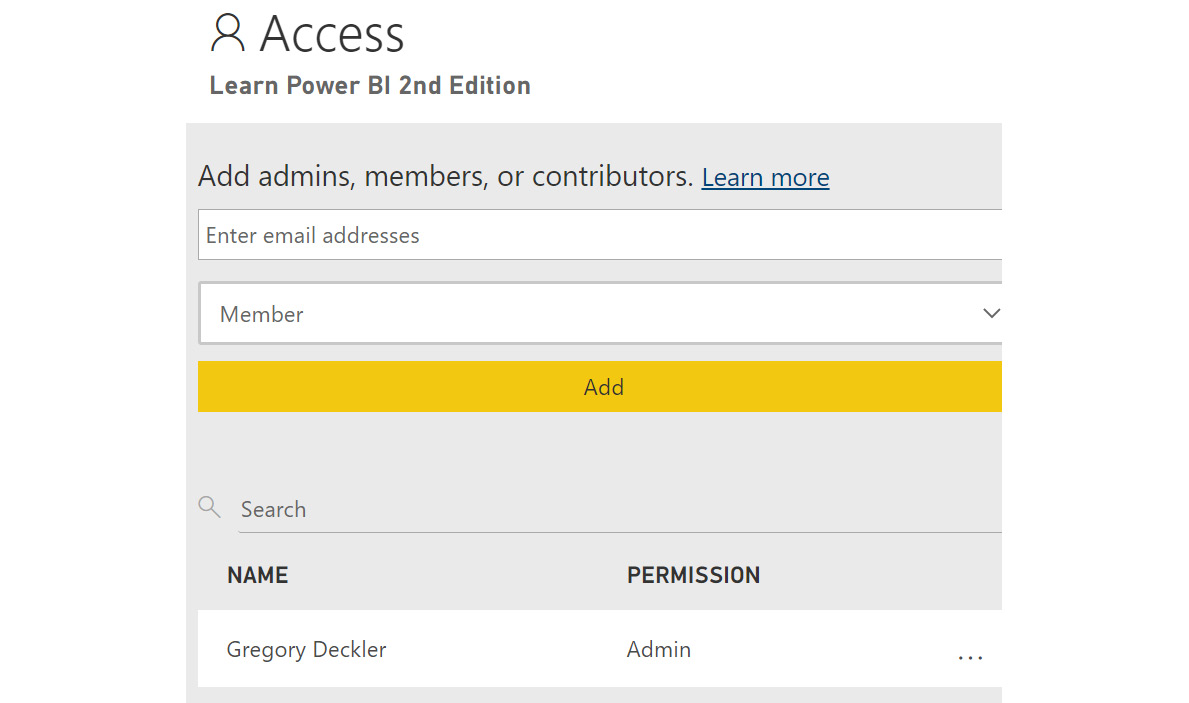 Access
Learn Power BI 2nd Edition
Add admins, members, or contributors. Learn more
Enter email addresses
Member
Add
Search
NAME PERMISSION
Gregory Deckler Admin ...